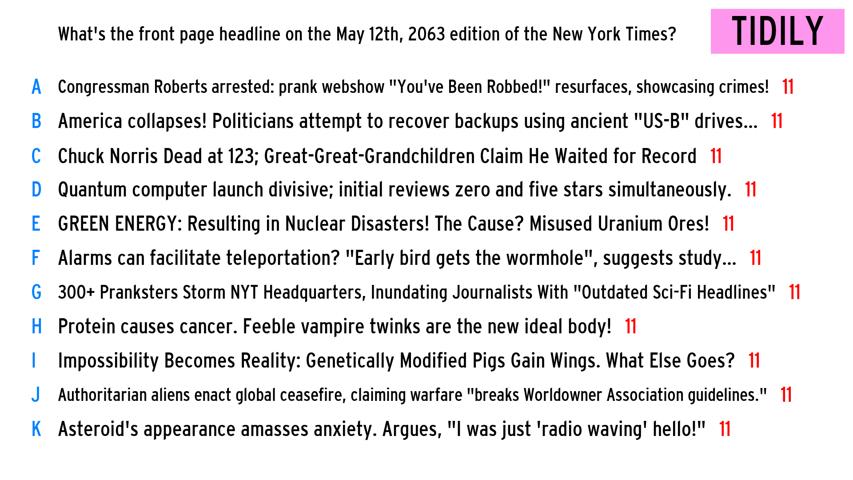 What's the front page headline on the May 12th, 2063 edition of the New York Times?
TIDILY
A Congressman Roberts arrested: prank webshow "You've Been Robbed!" resurfaces, showcasing crimes! 11
B America collapses! Politicians attempt to recover backups using ancient "US-B" drives... 11
C Chuck Norris Dead at 123; Great-Great-Grandchildren Claim He Waited for Record 11
D Quantum computer launch divisive; initial reviews zero and five stars simultaneously. 11
E GREEN ENERGY: Resulting in Nuclear Disasters! The Cause? Misused Uranium Ores! 11
F Alarms can facilitate teleportation? "Early bird gets the wormhole", suggests study... 11
G 300+ Pranksters Storm NYT Headquarters, Inundating Journalists With "Outdated Sci-Fi Headlines" 11
H Protein causes cancer. Feeble vampire twinks are the new ideal body! 11
I Impossibility Becomes Reality: Genetically Modified Pigs Gain Wings. What Else Goes? 11
J Authoritarian aliens enact global ceasefire, claiming warfare "breaks Worldowner Association guidelines." 11
K Asteroid's appearance amasses anxiety. Argues, "I was just 'radio waving' hello!" 11